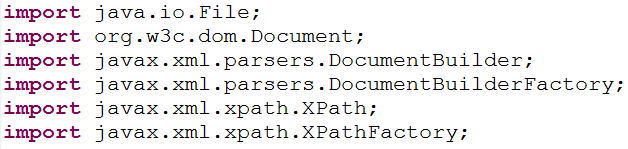 import java.io.File;
import org.w3c.dom.Document;
import javax.xml.parsers.DocumentBuilder;
import javax.xml.parsers.DocumentBuilderFactory;
import javax.xml.xpath.XPath;
import javax.xml.xpath.XPathFactory;